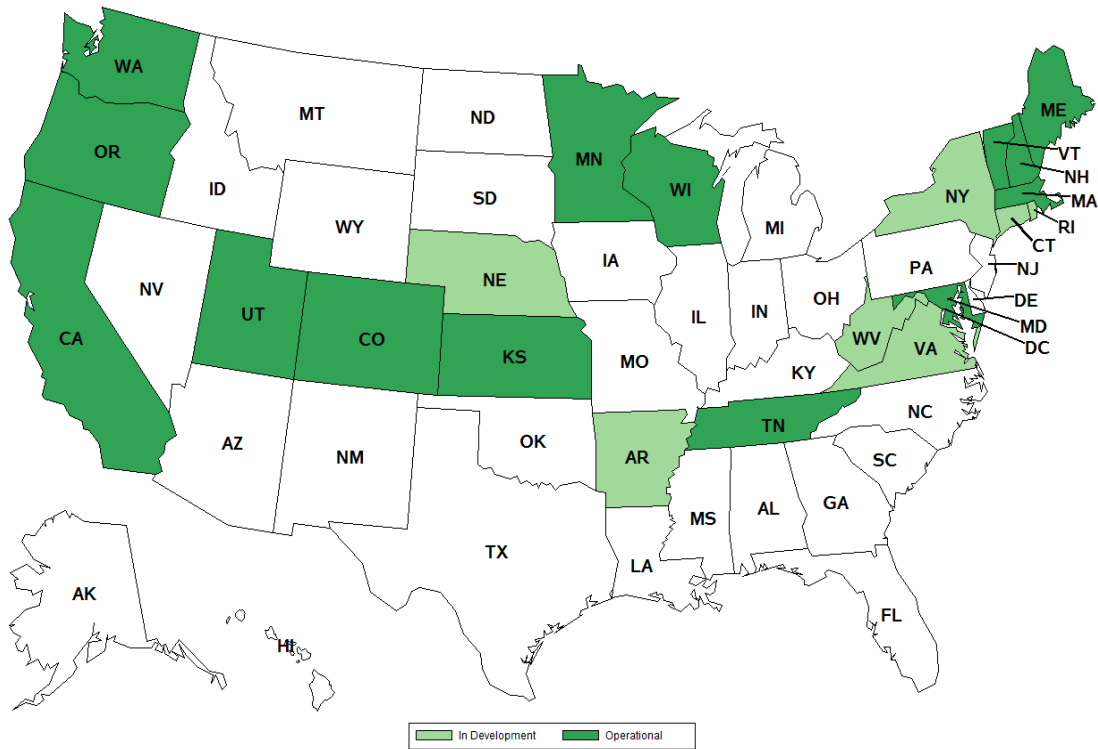 WA
MT
ND
ME
OR
MN
VT
ID
SD
WI
NH
NY
MA
WY
MI
RI
CT
IA
PA
NJ
NE
NV
OH
DE
UT
IL
IN
MD
CA
CO
WV
VA
DC
KS
MO
KY
NC
TN
AZ
OK
NM
AR
SC
MS
AL
GA
TX
LA
AK
FL
HI
In Development Operational